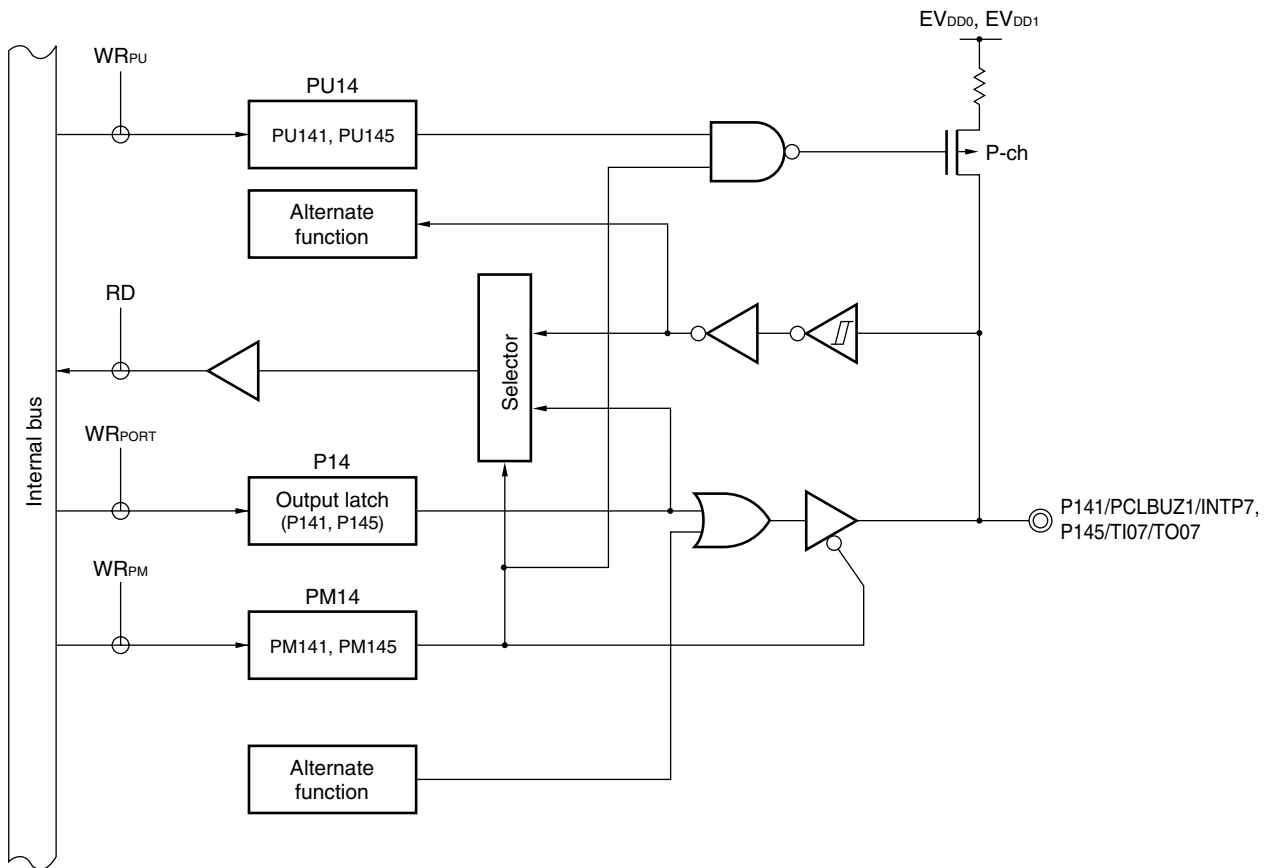 EVDD0, EVDD1
WRPU
PU14
PU141, PU145
P-ch
Alternate
function
RD
Selector
Internal bus
WRPORT
P14
Output latch
(P141, P145)
P141/PCLBUZ1/INTP7,
P145/TI07/TO07
WRPM
PM14
PM141, PM145
Alternate
function